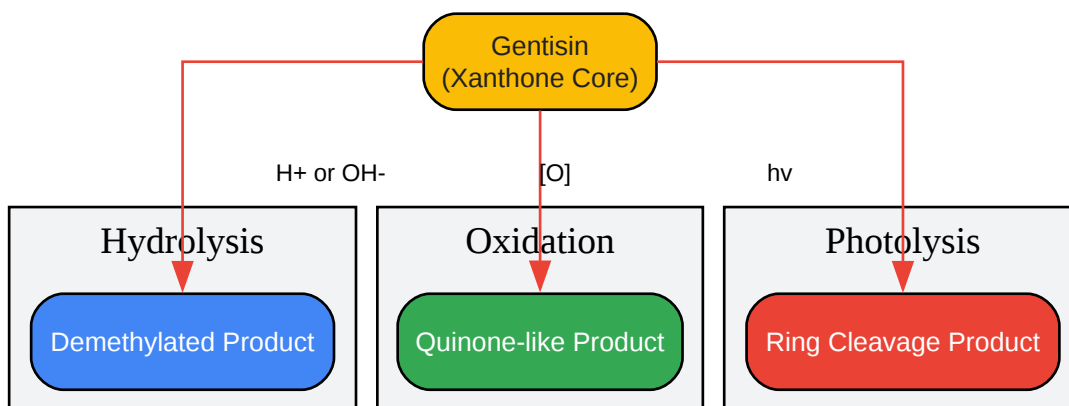 Gentisin
(Xanthone Core)
H+ or OH-
[O]
hv
Hydrolysis
Oxidation
Photolysis
Demethylated Product
Quinone-like Product
Ring Cleavage Product